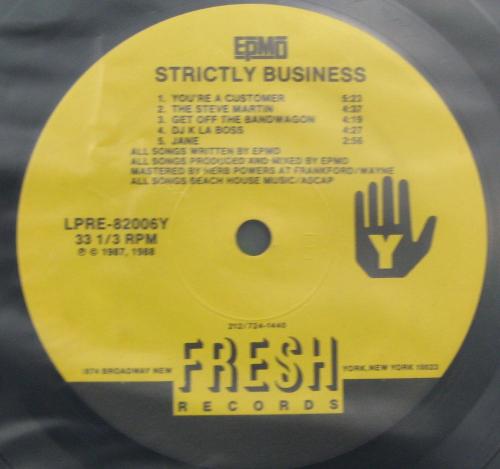 EPMD
STRICTLY BUSINESS
1. YOU'RE A CUSTOMER 5:23
2. THE STEVE MARTIN 4:37
3. GET OFF THE BANDWAGON 4:19
4. DJ K LA BOSS 4:27
5. JANE 2:56
ALL SONGS WRITTEN BY EPMD
ALL SONGS PRODUCED AND MIXED BY EPMD
MASTERED BY HERB POWERS AT FRANKFORD/WAYNE
ALL SONGS BEACH HOUSE MUSIC/ASCAP
LPRE-82006Y
33 1/3 RPM
℗ © 1987, 1988
Y
212/724-1440
FRESH
1974 BROADWAY NEW YORK, NEW YORK 10023
RECORDS